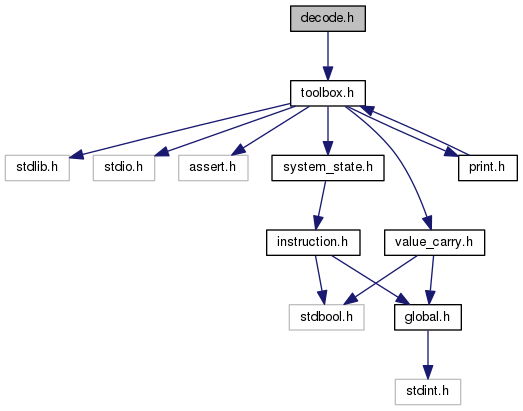 decode.h
toolbox.h
stdlib.h
stdio.h
assert.h
system_state.h
print.h
instruction.h
value_carry.h
stdbool.h
global.h
stdint.h